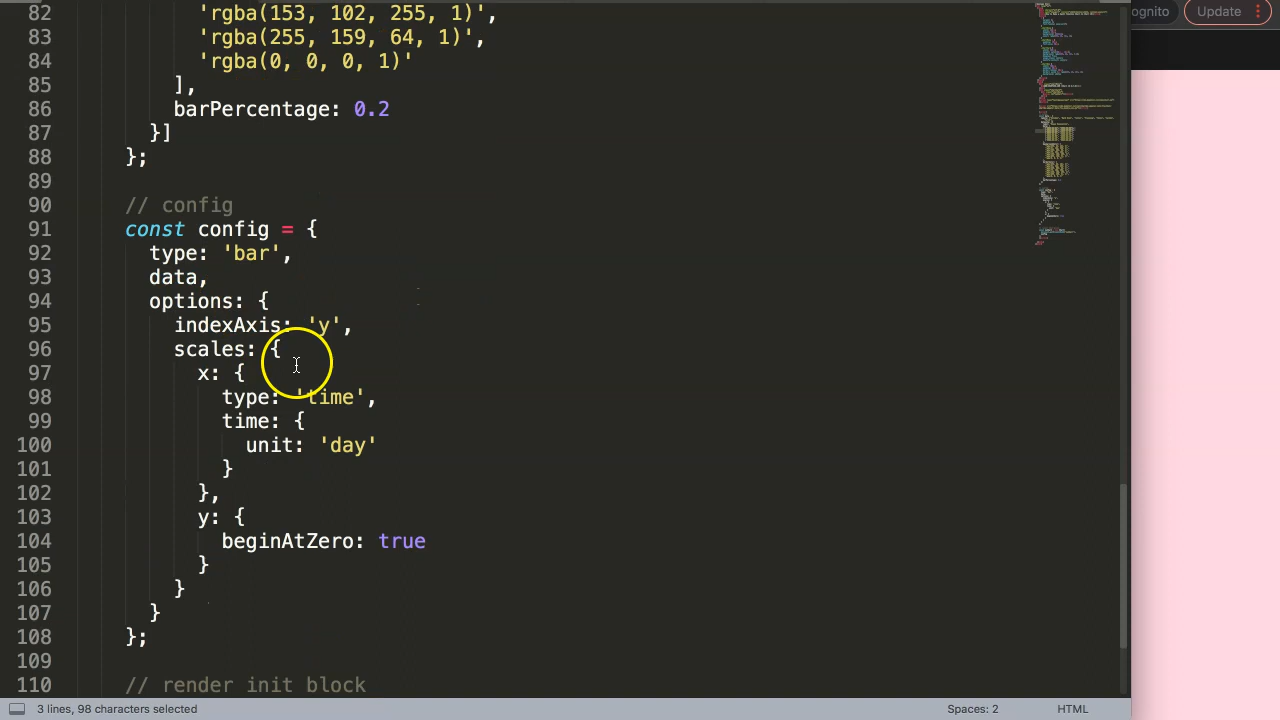 82 'rgba(153, 102, 255, 1)',
83 'rgba(255, 159, 64, 1)',
84 'rgba(0, 0, 0, 1)'
85 ],
86 barPercentage: 0.2
87 }]
88 };
89
90 // config
91 const config = {
92 type: 'bar',
93 data,
94 options: {
95 indexAxis: 'y',
96 scales: {
97 x: {
98 type: 'time',
99 time: {
100 unit: 'day'
101 }
102 },
103 y: {
104 beginAtZero: true
105 }
106 }
107 }
108 };
109
110 // render init block
ognito Update
3 lines, 98 characters selected Spaces: 2 HTML